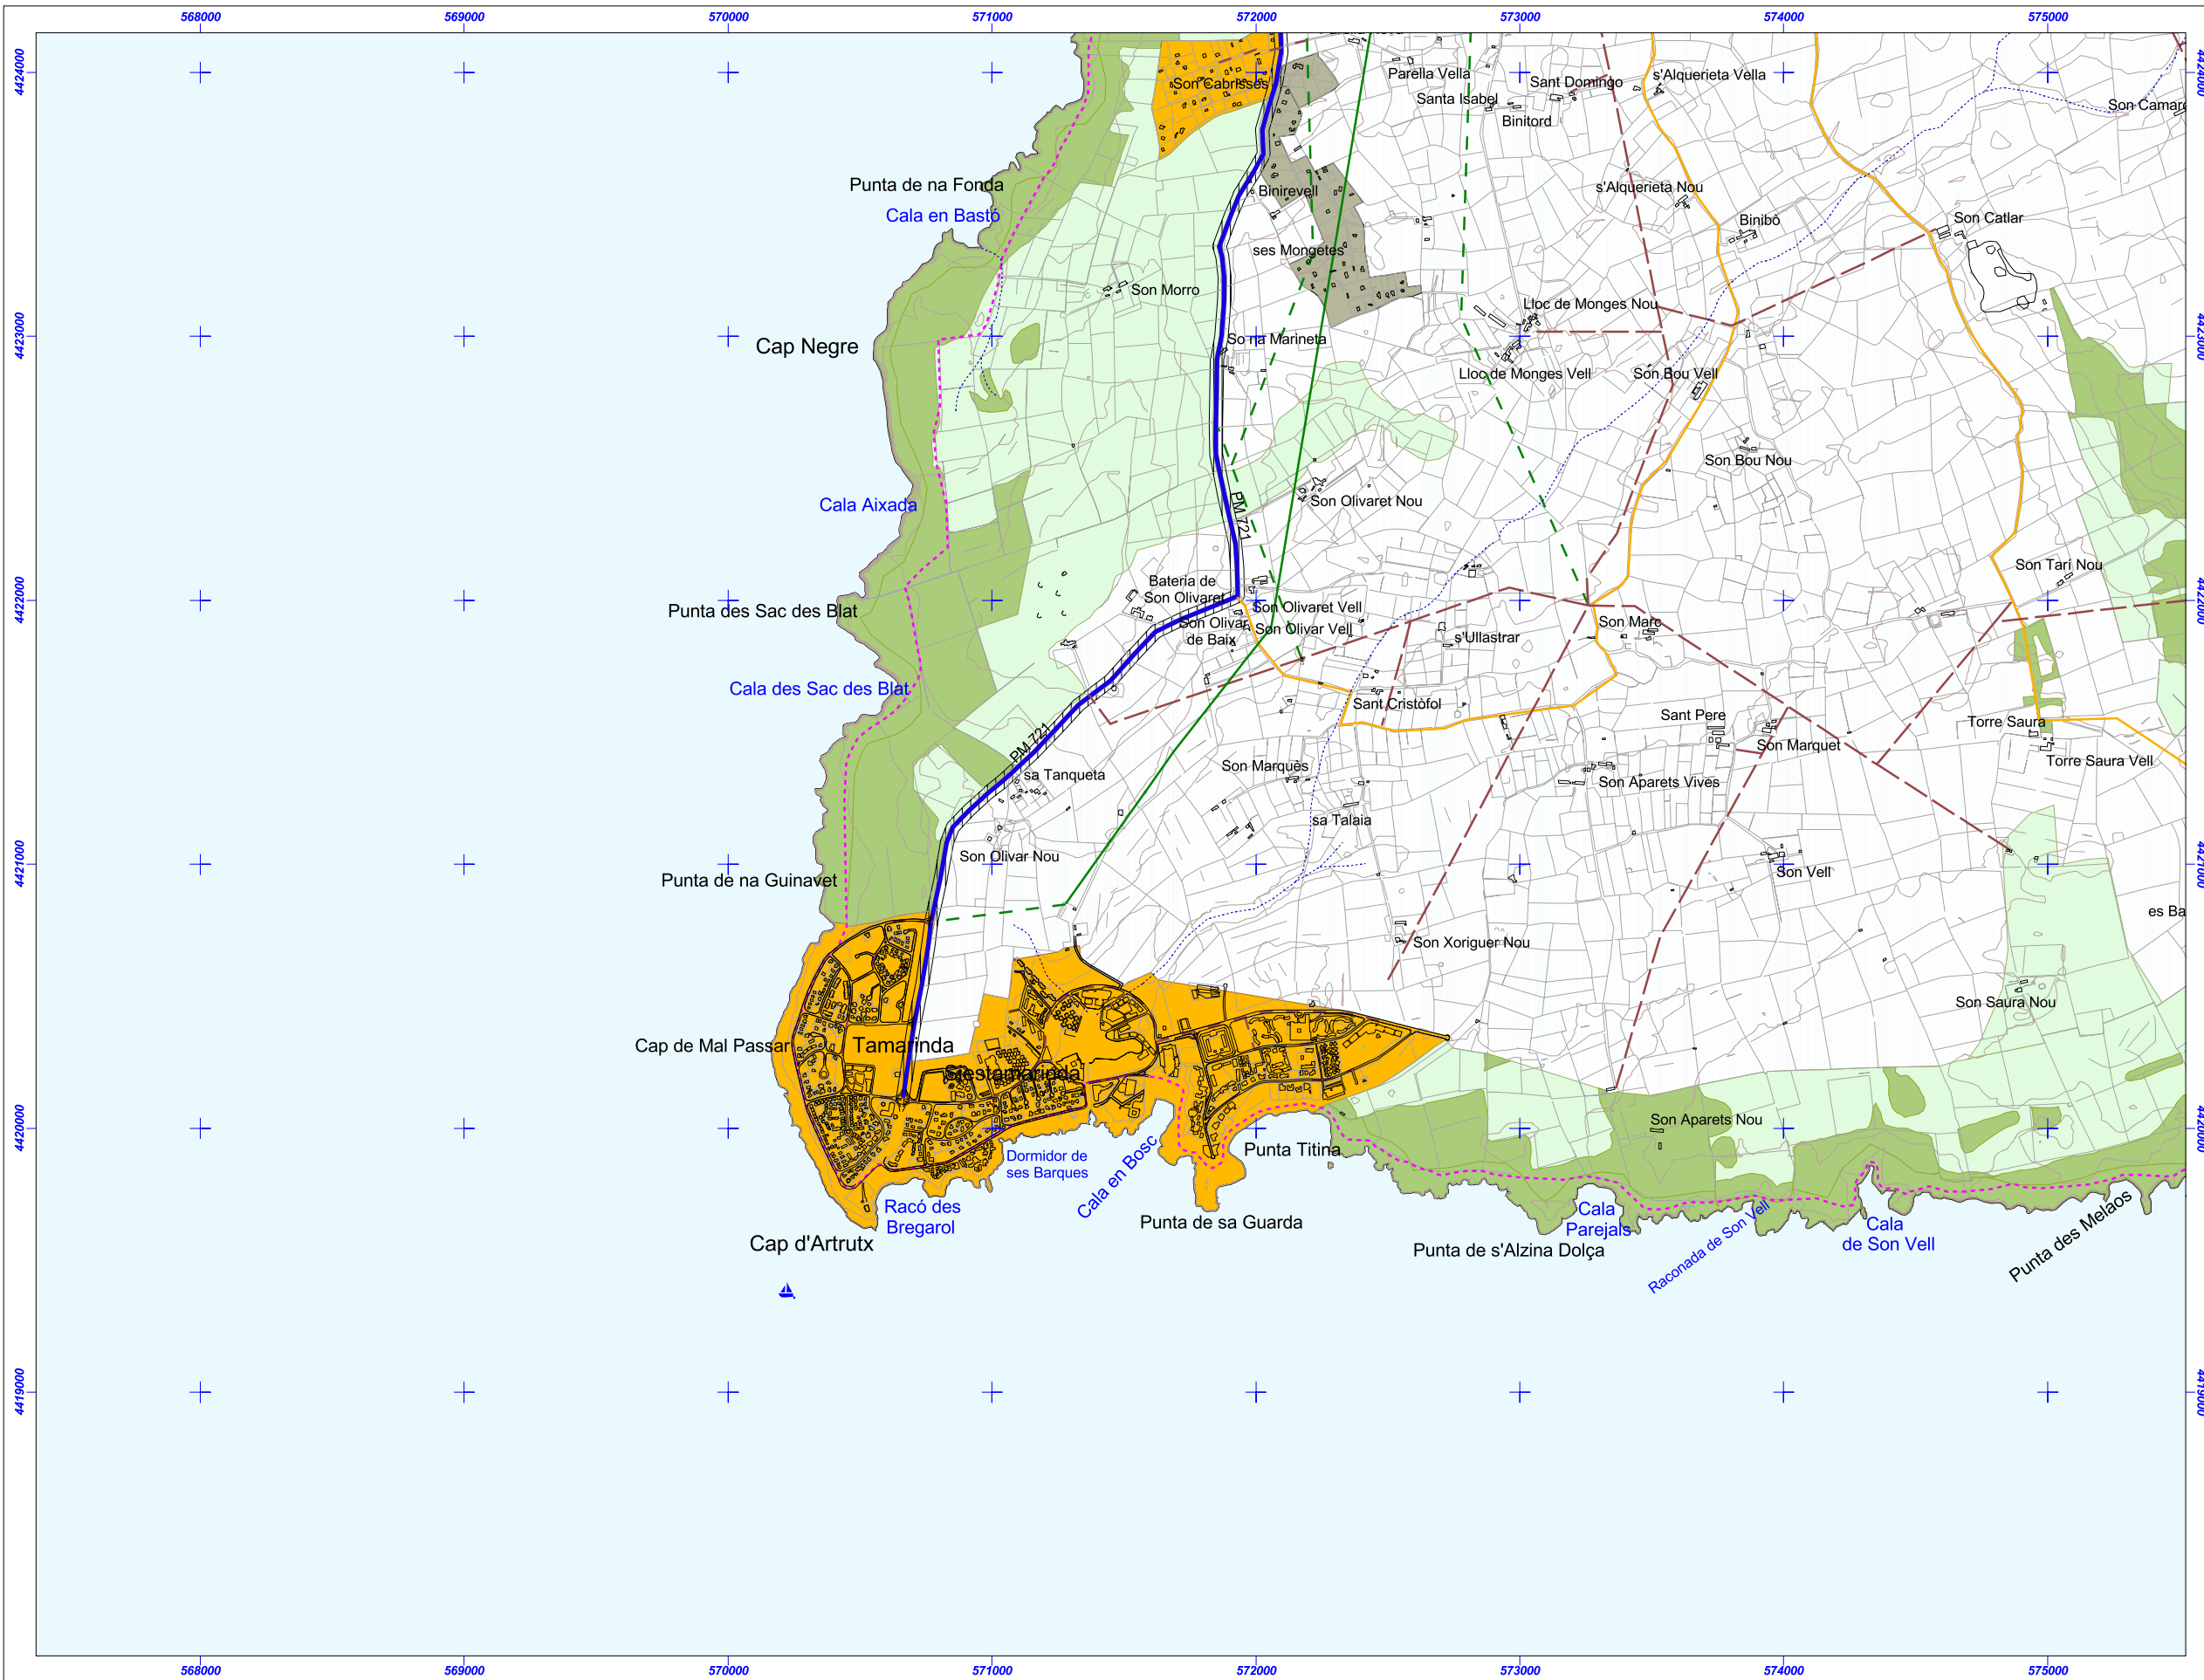 568000 569000 570000 571000 572000 573000 574000 575000
4424000
4424000
Son Cabrisses
Parella Vella
Sant Domingo
s'Alquerieta Vella
Santa Isabel
Binitord
Punta de na Fonda
Cala en Bastó
Binirevell
s'Alquerieta Nou
Binibò
Son Catlar
ses Mongetes
Son Morro
Lloc de Monges Nou
4423000
4423000
Cap Negre
So na Marineta
Lloc de Monges Vell
Son Bou Vell
Son Bou Nou
Cala Aixada
PM 721
Son Olivaret Nou
4422000
4422000
Punta des Sac des Blat
Bateria de
Son Olivaret
Son Olivaret Vell
Son Olivar
de Baix
Son Olivar Vell
s'Ullastrar
Son Marc
Son Tarí Nou
Cala des Sac des Blat
Sant Cristòfol
Sant Pere
Son Marquet
Torre Saura
Torre Saura Vell
PM 721
sa Tanqueta
Son Marquès
Son Aparets Vives
sa Talaia
4421000
4421000
Son Olivar Nou
Punta de na Guinavet
Son Vell
es Ba
Son Xoriguer Nou
Son Saura Nou
Cap de Mal Passar
Tamarinda
Siestamarinda
4420000
4420000
Son Aparets Nou
Punta Titina
Dormidor de
ses Barques
Cala en Bosc
Racó des
Bregarol
Punta de sa Guarda
Cap d'Artrutx
Cala
Parejals
Punta de s'Alzina Dolça
Raconada de Son Vell
Cala
de Son Vell
Punta des Melaos
4419000
4419000
568000 569000 570000 571000 572000 573000 574000 575000